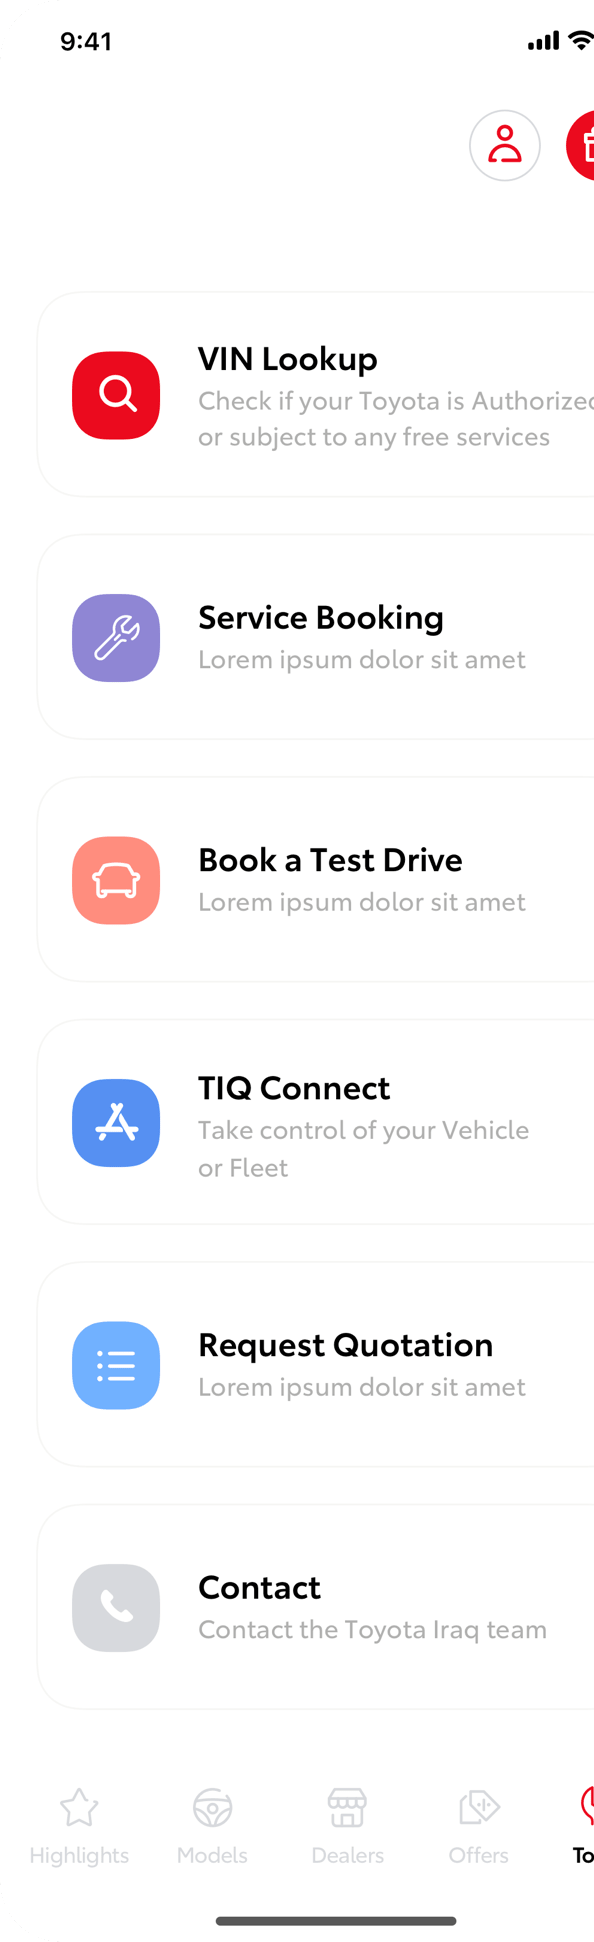 9:41
VIN Lookup
Check if your Toyota is Authorized
or subject to any free services
Service Booking
Lorem ipsum dolor sit amet
Book a Test Drive
Lorem ipsum dolor sit amet
TIQ Connect
Take control of your Vehicle
or Fleet
Request Quotation
Lorem ipsum dolor sit amet
Contact
Contact the Toyota Iraq team
Highlights
Models
Dealers
Offers
To